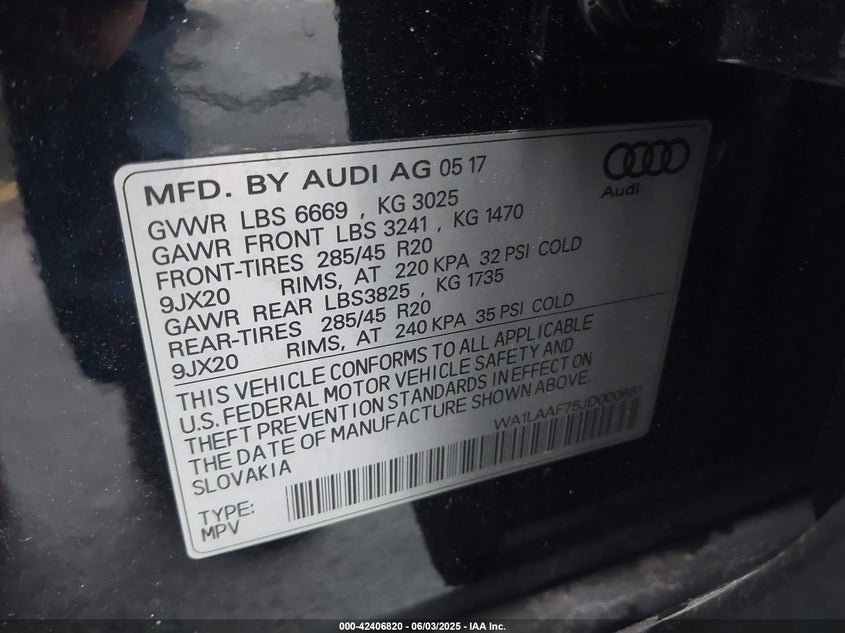 MFD. BY AUDI AG 05 17
Audi
GVWR LBS 6669 , KG 3025
GAWR FRONT LBS 3241 , KG 1470
FRONT-TIRES 285/45 R20
9JX20 RIMS, AT 220 KPA 32 PSI COLD
GAWR REAR LBS3825 , KG 1735
REAR-TIRES 285/45 R20
9JX20 RIMS, AT 240 KPA 35 PSI COLD
THIS VEHICLE CONFORMS TO ALL APPLICABLE
U.S. FEDERAL MOTOR VEHICLE SAFETY AND
THEFT PREVENTION STANDARDS IN EFFECT ON
THE DATE OF MANUFACTURE SHOWN ABOVE.
SLOVAKIA
WA1LAAF75JD000651
TYPE:
MPV
000-42406820 - 06/03/2025 - IAA Inc.